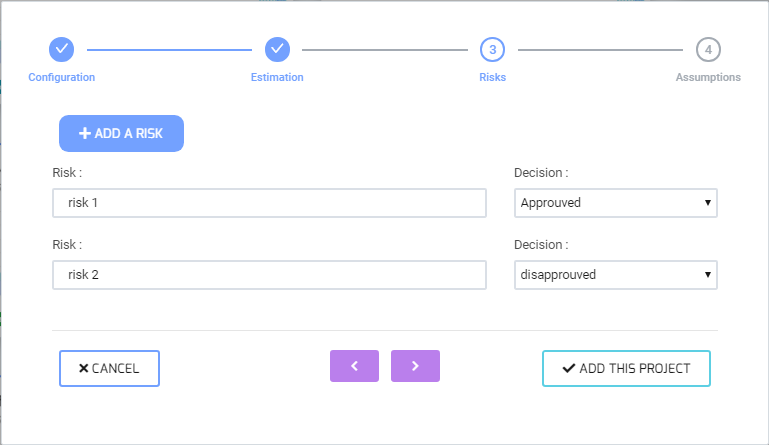 3
4
Configuration
Estimation
Risks
Assumptions
ADD A RISK
Risk :
Decision :
risk 1
Approuved
Risk :
Decision :
risk 2
disapprouved
CANCEL
ADD THIS PROJECT